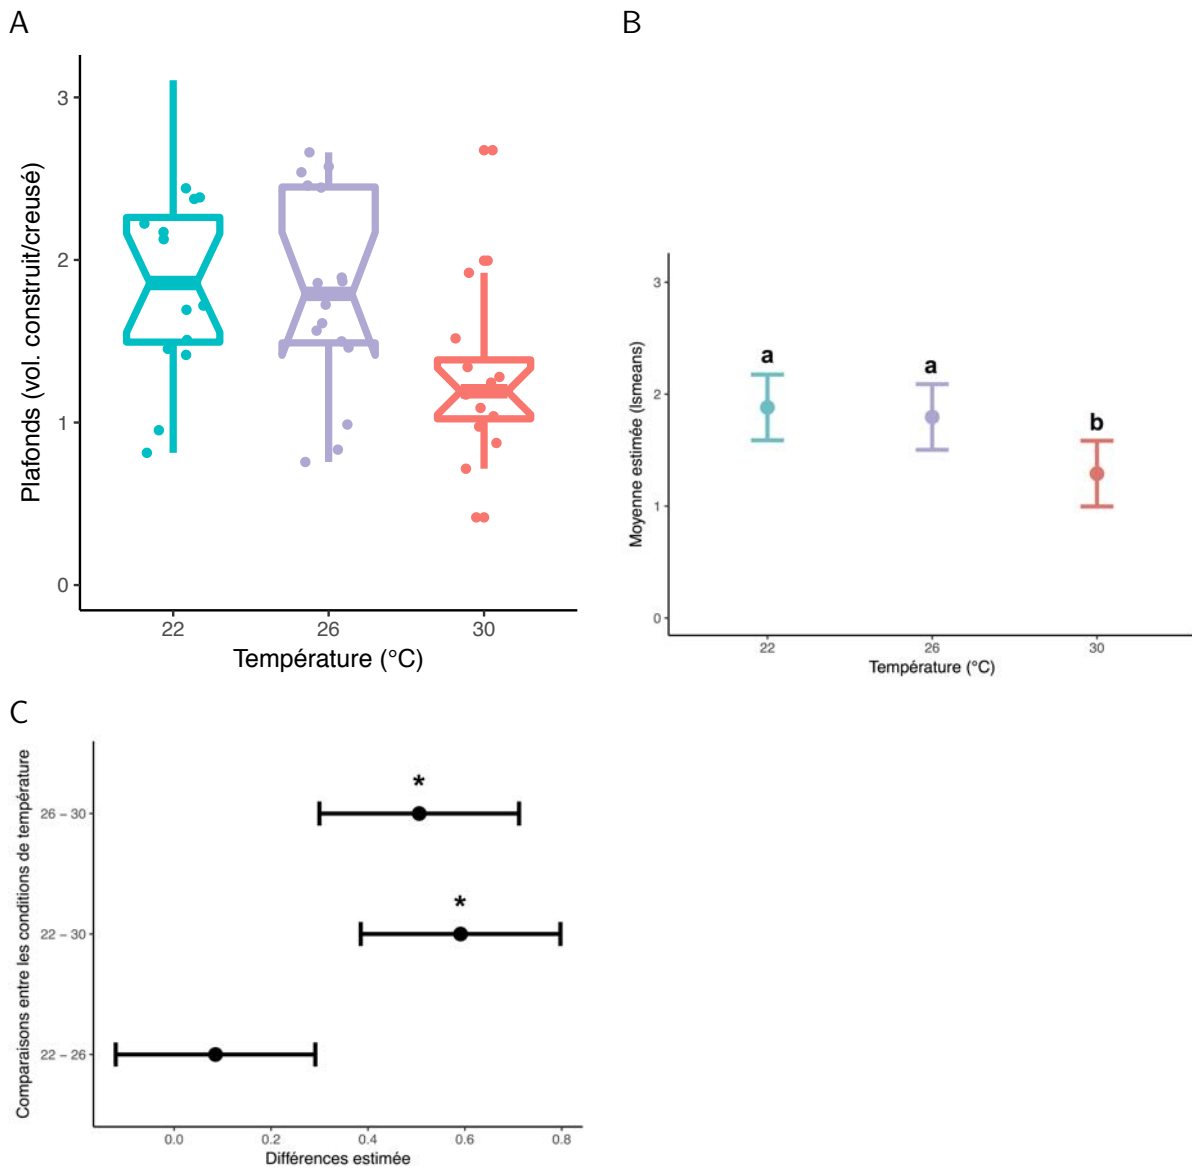 A
Plafonds (vol. construit/creusé)
3
2
1
0
22
26
30
Température (°C)
B
Moyenne estimée (lsmeans)
3
2
1
0
a
a
b
22
26
30
Température (°C)
C
Comparaisons entre les conditions de température
26 – 30
22 – 30
22 – 26
*
*
0.0
0.2
0.4
0.6
0.8
Différences estimée